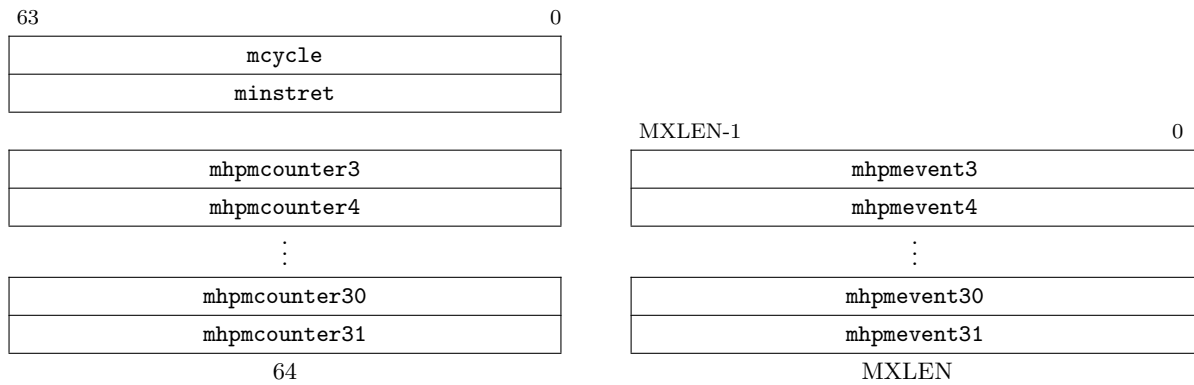 63 0
mcycle
minstret
MXLEN-1 0
mhpmcounter3 mhpmevent3
mhpmcounter4 mhpmevent4
⋮ ⋮
mhpmcounter30 mhpmevent30
mhpmcounter31 mhpmevent31
64 MXLEN